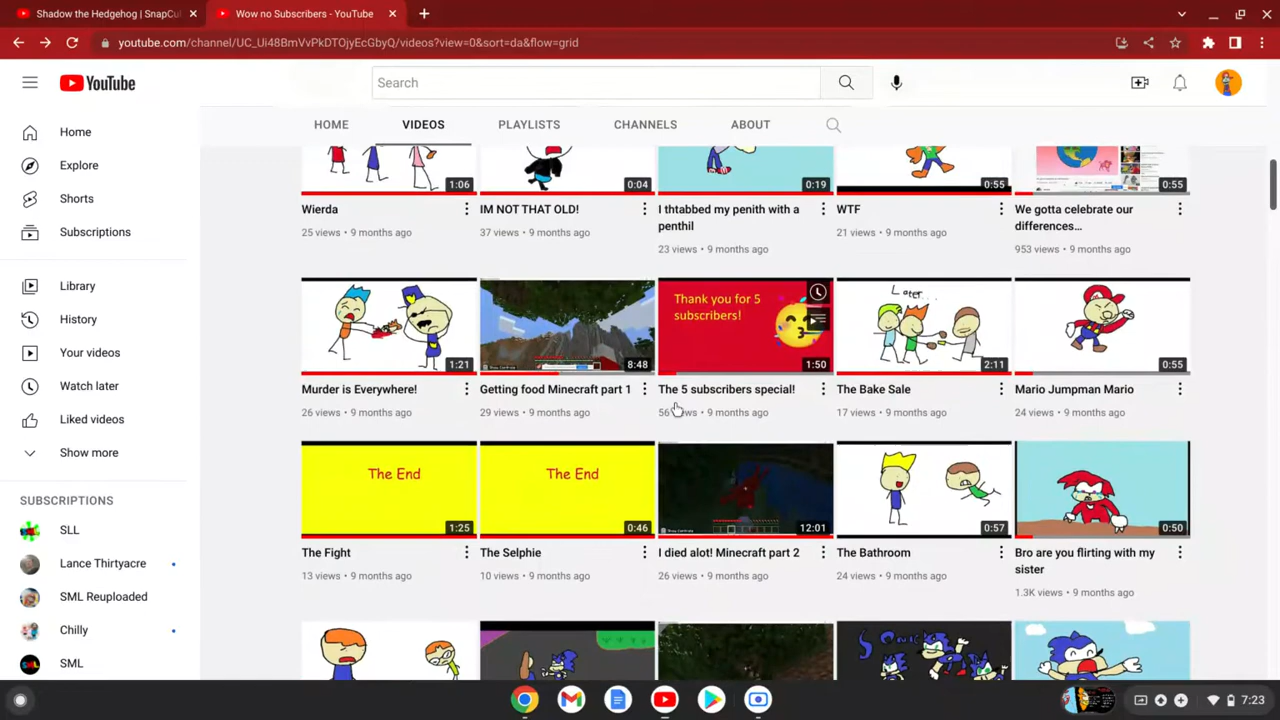 Shadow the Hedgehog | SnapCu
Wow no Subscribers - YouTube
youtube.com/channel/UC_Ui48BmVvPkDTOjyEcGbyQ/videos?view=0&sort=da&flow=grid
YouTube
Search
HOME VIDEOS PLAYLISTS CHANNELS ABOUT
Home
Explore
Shorts
Subscriptions
Library
History
Your videos
Watch later
Liked videos
Show more
SUBSCRIPTIONS
SLL
Lance Thirtyacre
SML Reuploaded
Chilly
SML
1:06 0:04 0:19 0:55 0:55
Wierda
25 views • 9 months ago
IM NOT THAT OLD!
37 views • 9 months ago
I thtabbed my penith with a
penthil
23 views • 9 months ago
WTF
21 views • 9 months ago
We gotta celebrate our
differences...
953 views • 9 months ago
1:21
Murder is Everywhere!
26 views • 9 months ago
8:48
Getting food Minecraft part 1
29 views • 9 months ago
Thank you for 5
subscribers!
1:50
The 5 subscribers special!
56 views • 9 months ago
Later..
2:11
The Bake Sale
17 views • 9 months ago
0:55
Mario Jumpman Mario
24 views • 9 months ago
The End
1:25
The Fight
13 views • 9 months ago
The End
0:46
The Selphie
10 views • 9 months ago
12:01
I died alot! Minecraft part 2
26 views • 9 months ago
0:57
The Bathroom
24 views • 9 months ago
0:50
Bro are you flirting with my
sister
1.3K views • 9 months ago
Sonic
7:23